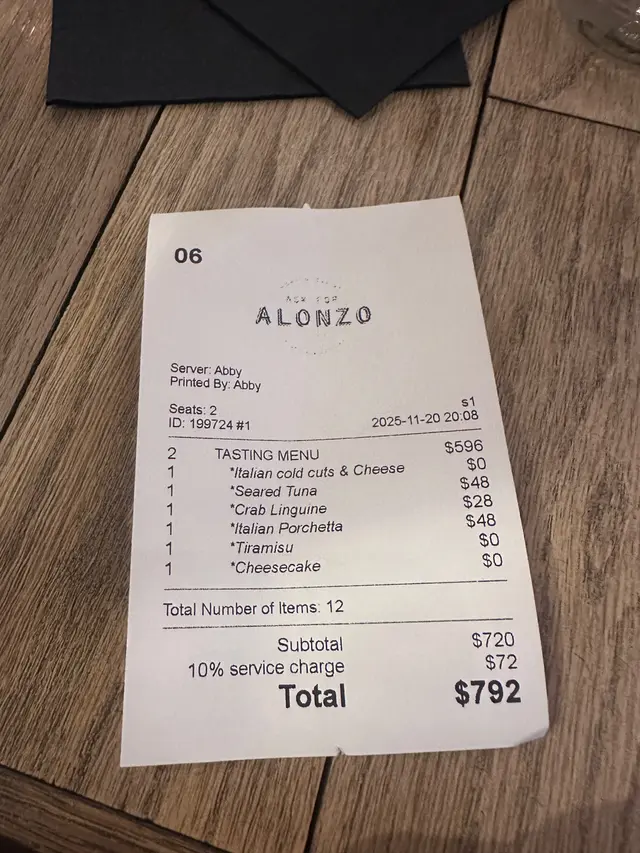 06
ASK FOR
ALONZO
Server: Abby
Printed By: Abby
Seats: 2 s1
ID: 199724 #1 2025-11-20 20:08
2 TASTING MENU $596
1 *Italian cold cuts & Cheese $0
1 *Seared Tuna $48
1 *Crab Linguine $28
1 *Italian Porchetta $48
1 *Tiramisu $0
1 *Cheesecake $0
Total Number of Items: 12
Subtotal $720
10% service charge $72
Total $792